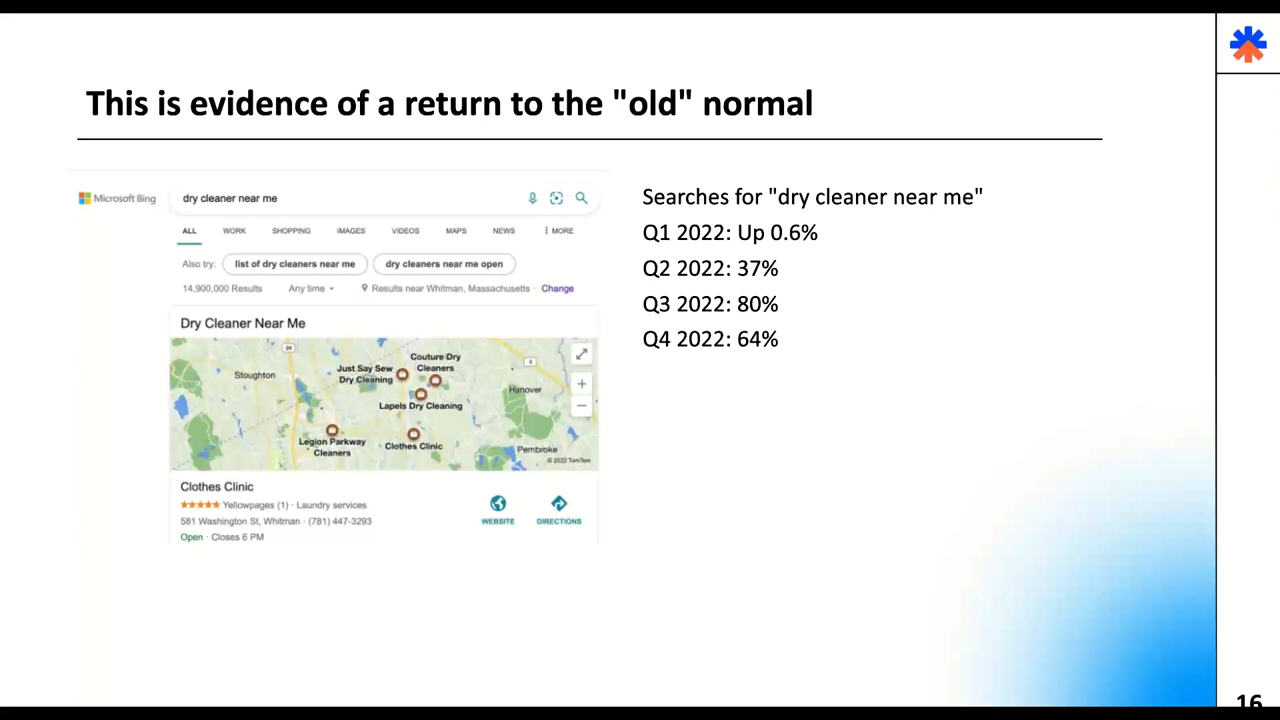 This is evidence of a return to the "old" normal
Microsoft Bing
dry cleaner near me
ALL WORK SHOPPING IMAGES VIDEOS MAPS NEWS MORE
Also try: list of dry cleaners near me dry cleaners near me open
14,900,000 Results Any time Results near Whitman, Massachusetts · Change
Dry Cleaner Near Me
24
Stoughton
Just Say Sew
Dry Cleaning
Couture Dry
Cleaners
3
Hanover
Lapels Dry Cleaning
Legion Parkway
Cleaners
Clothes Clinic
Pembroke
© 2022 TomTom
Clothes Clinic
Yellowpages (1) · Laundry services
581 Washington St, Whitman · (781) 447-3293
Open · Closes 6 PM
WEBSITE
DIRECTIONS
Searches for "dry cleaner near me"
Q1 2022: Up 0.6%
Q2 2022: 37%
Q3 2022: 80%
Q4 2022: 64%
16